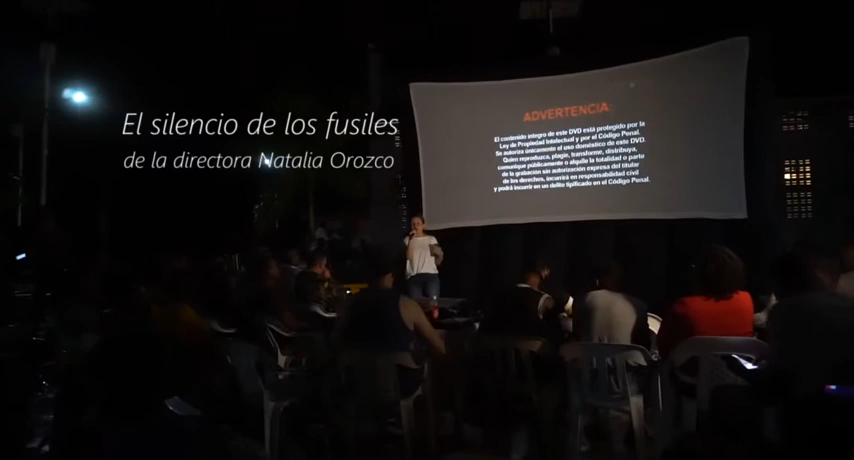 El silencio de los fusiles
de la directora Natalia Orozco
ADVERTENCIA:
El contenido integro de este DVD está protegido por la
Ley de Propiedad Intelectual y por el Código Penal.
Se autoriza únicamente el uso doméstico de este DVD.
Quien reproduzca, plagie, transforme, distribuya,
comunique públicamente o alquile la totalidad o parte
de la grabación sin autorización expresa del titular
de los derechos, incurrirá en responsabilidad civil
y podrá incurrir en un delito tipificado en el Código Penal.